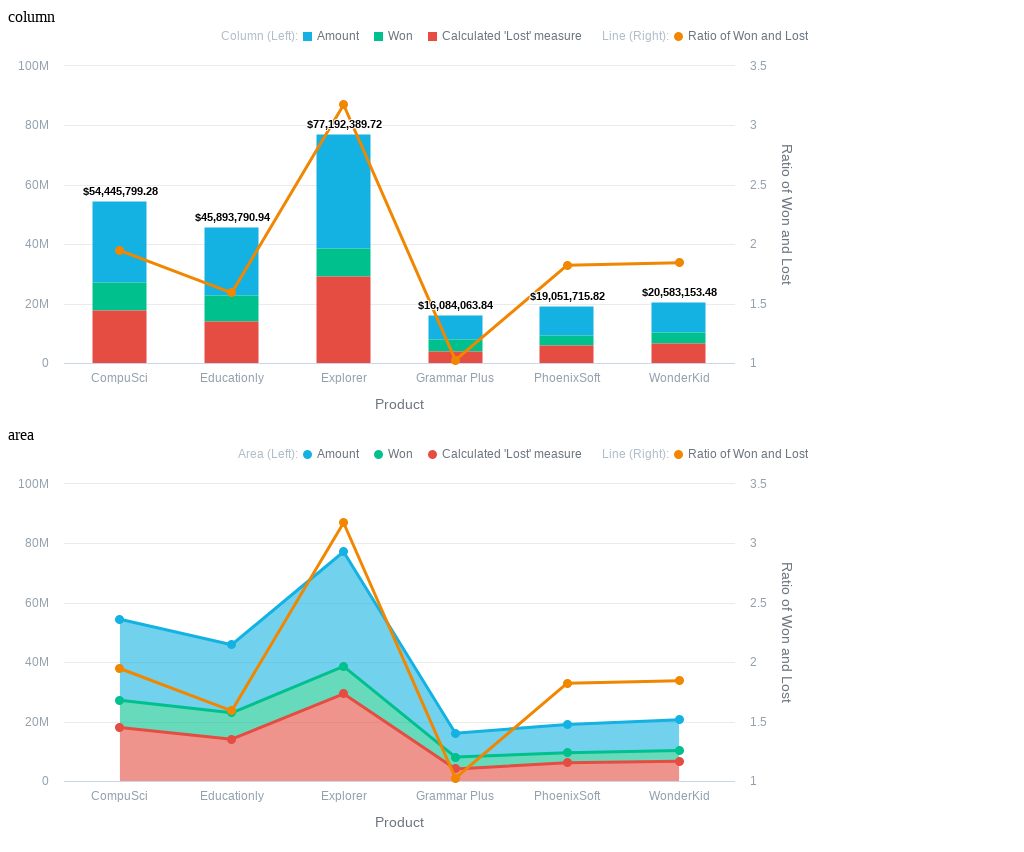 column
Column (Left): Amount Won Calculated 'Lost' measure Line (Right): Ratio of Won and Lost
100M 3.5
80M 3
60M 2.5
40M 2
20M 1.5
0 1
$54,445,799.28
$45,893,790.94
$77,192,389.72
$16,084,063.84
$19,051,715.82
$20,583,153.48
Ratio of Won and Lost
CompuSci Educationly Explorer Grammar Plus PhoenixSoft WonderKid
Product
area
Area (Left): Amount Won Calculated 'Lost' measure Line (Right): Ratio of Won and Lost
100M 3.5
80M 3
60M 2.5
40M 2
20M 1.5
0 1
Ratio of Won and Lost
CompuSci Educationly Explorer Grammar Plus PhoenixSoft WonderKid
Product